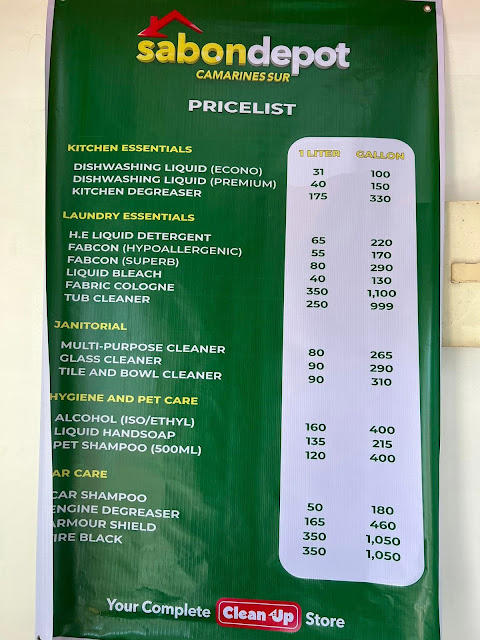 sabondepot
CAMARINES SUR
PRICELIST
KITCHEN ESSENTIALS 1 LITER GALLON
DISHWASHING LIQUID (ECONO) 31 100
DISHWASHING LIQUID (PREMIUM) 40 150
KITCHEN DEGREASER 175 330
LAUNDRY ESSENTIALS
H.E LIQUID DETERGENT 65 220
FABCON (HYPOALLERGENIC) 55 170
FABCON (SUPERB) 80 290
LIQUID BLEACH 40 130
FABRIC COLOGNE 350 1,100
TUB CLEANER 250 999
JANITORIAL
MULTI-PURPOSE CLEANER 80 265
GLASS CLEANER 90 290
TILE AND BOWL CLEANER 90 310
HYGIENE AND PET CARE
ALCOHOL (ISO/ETHYL) 160 400
LIQUID HANDSOAP 135 215
PET SHAMPOO (500ML) 120 400
AR CARE
CAR SHAMPOO 50 180
ENGINE DEGREASER 165 460
ARMOUR SHIELD 350 1,050
IRE BLACK 350 1,050
Your Complete Clean Up Store